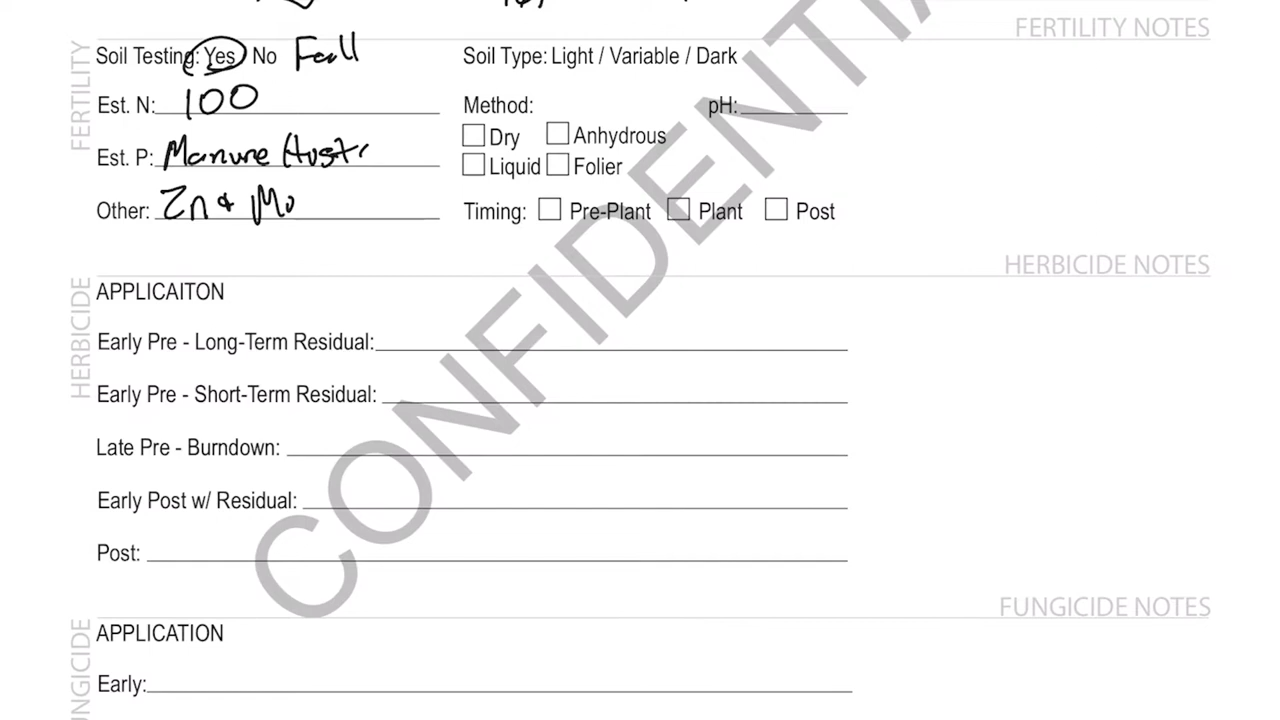 FERTILITY NOTES
FERTILITY
Soil Testing: Yes No Fall
Soil Type: Light / Variable / Dark
Est. N: 100
Method:
pH:
Dry
Anhydrous
Est. P: Manure
Liquid
Folier
Other: Zn & Mo
Timing: Pre-Plant Plant Post
CONFIDENTIA
HERBICIDE NOTES
HERBICIDE
APPLICAITON
Early Pre - Long-Term Residual:
Early Pre - Short-Term Residual:
Late Pre - Burndown:
Early Post w/ Residual:
Post:
FUNGICIDE NOTES
UNGICIDE
APPLICATION
Early: